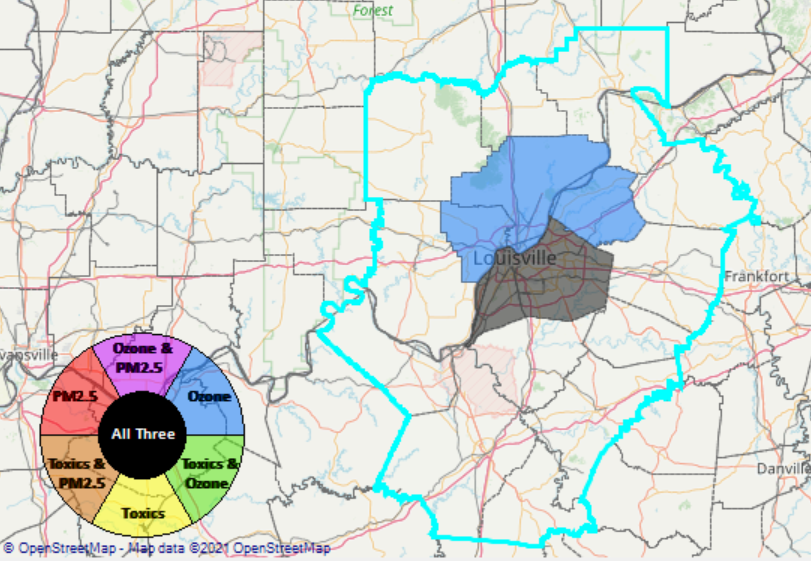 Forest
Louisville
Frankfort
vansville
Ozone &
PM2.5
PM2.5
Ozone
All Three
Toxics &
PM2.5
Toxics &
Ozone
Toxics
Danville
© OpenStreetMap - Map data ©2021 OpenStreetMap